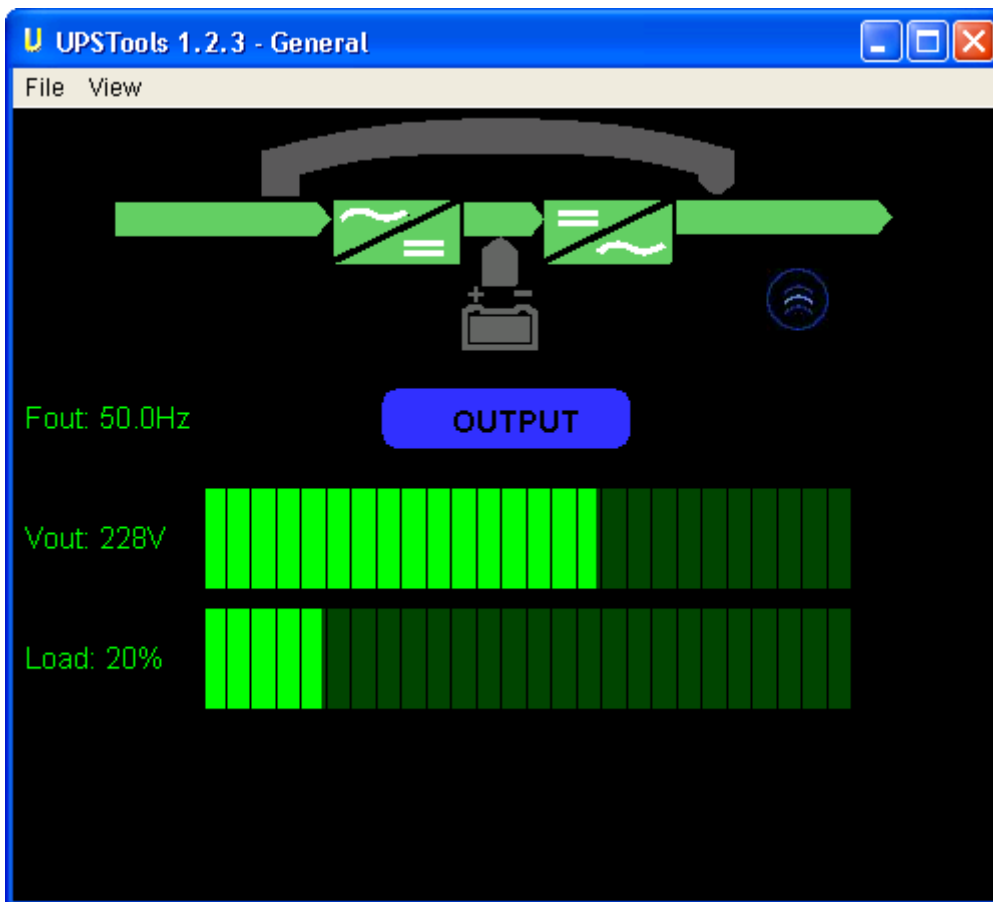 U UPSTools 1.2.3 - General
File View
+ -
Fout: 50.0Hz
OUTPUT
Vout: 228V
Load: 20%